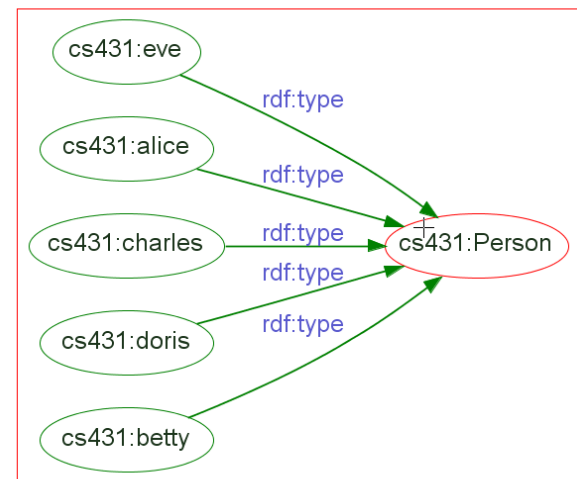 cs431:eve
rdf:type
cs431:alice
rdf:type
cs431:charles
rdf:type
cs431:Person
rdf:type
cs431:doris
rdf:type
cs431:betty